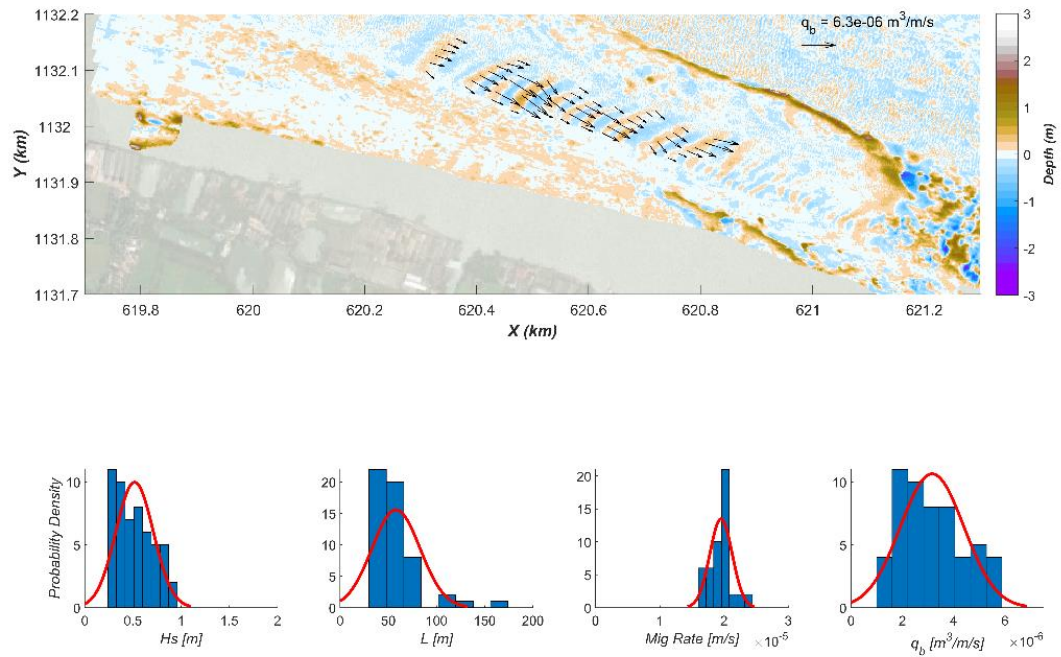 1132.2
1132.1
1132
1131.9
1131.8
1131.7
Y (km)
q_b = 6.3e-06 m^3/m/s
619.8 620 620.2 620.4 620.6 620.8 621 621.2
X (km)
3
2
1
0
-1
-2
-3
Depth (m)
Probability Density
10
5
0
0 0.5 1 1.5 2
Hs [m]
20
15
10
5
0
0 50 100 150 200
L [m]
20
15
10
5
0
0 1 2 3
×10^-5
Mig Rate [m/s]
10
5
0
0 2 4 6
×10^-6
q_b [m^3/m/s]